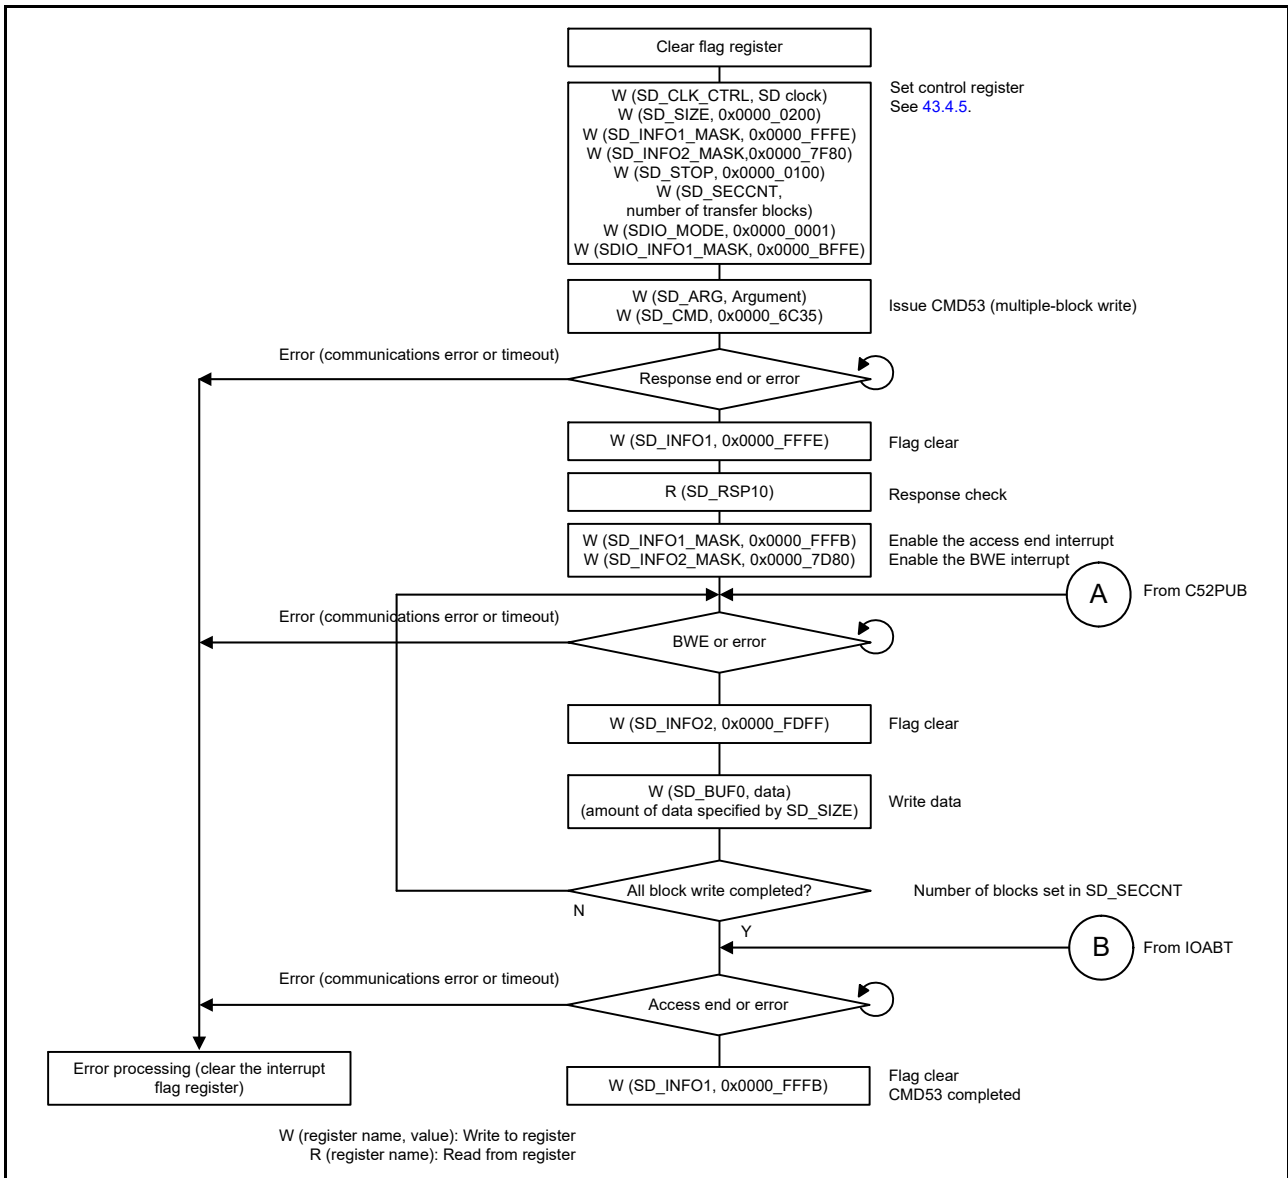 Clear flag register
W (SD_CLK_CTRL, SD clock)
W (SD_SIZE, 0x0000_0200)
W (SD_INFO1_MASK, 0x0000_FFFE)
W (SD_INFO2_MASK,0x0000_7F80)
W (SD_STOP, 0x0000_0100)
W (SD_SECCNT,
number of transfer blocks)
W (SDIO_MODE, 0x0000_0001)
W (SDIO_INFO1_MASK, 0x0000_BFFE)
Set control register
See 43.4.5.
W (SD_ARG, Argument)
W (SD_CMD, 0x0000_6C35)
Issue CMD53 (multiple-block write)
Error (communications error or timeout)
Response end or error
W (SD_INFO1, 0x0000_FFFE)
Flag clear
R (SD_RSP10)
Response check
W (SD_INFO1_MASK, 0x0000_FFFB)
W (SD_INFO2_MASK, 0x0000_7D80)
Enable the access end interrupt
Enable the BWE interrupt
A
From C52PUB
Error (communications error or timeout)
BWE or error
W (SD_INFO2, 0x0000_FDFF)
Flag clear
W (SD_BUF0, data)
(amount of data specified by SD_SIZE)
Write data
All block write completed?
Number of blocks set in SD_SECCNT
N
Y
B
From IOABT
Error (communications error or timeout)
Access end or error
Error processing (clear the interrupt
flag register)
W (SD_INFO1, 0x0000_FFFB)
Flag clear
CMD53 completed
W (register name, value): Write to register
R (register name): Read from register